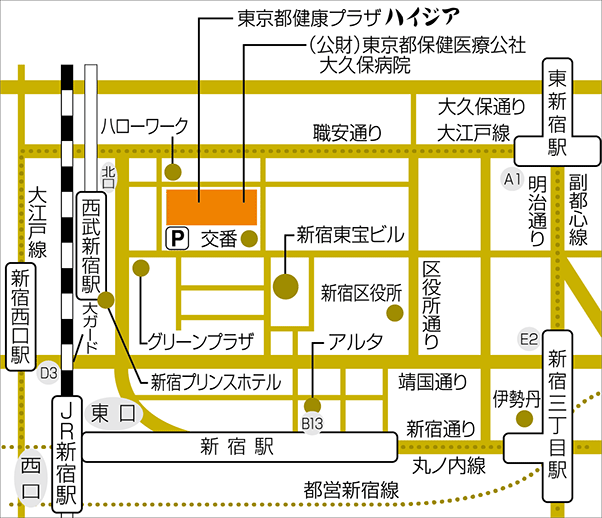 東京都健康プラザ ハイジア
(公財)東京都保健医療公社
大久保病院
東新宿駅
大久保通り
大江戸線
ハローワーク
職安通り
A1
北口
大江戸線
明治通り
副都心線
西武新宿駅
P
交番
新宿東宝ビル
新宿西口駅
大ガード
新宿区役所
区役所通り
グリーンプラザ
アルタ
E2
D3
新宿プリンスホテル
靖国通り
新宿三丁目駅
伊勢丹
JR新宿駅
東口
B13
新宿通り
新宿駅
丸ノ内線
西口
都営新宿線